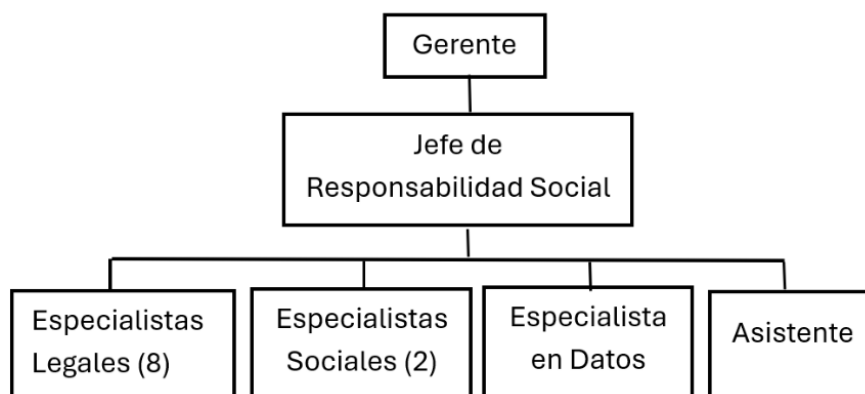 Gerente
Jefe de
Responsabilidad Social
Especialistas
Legales (8)
Especialistas
Sociales (2)
Especialista
en Datos
Asistente